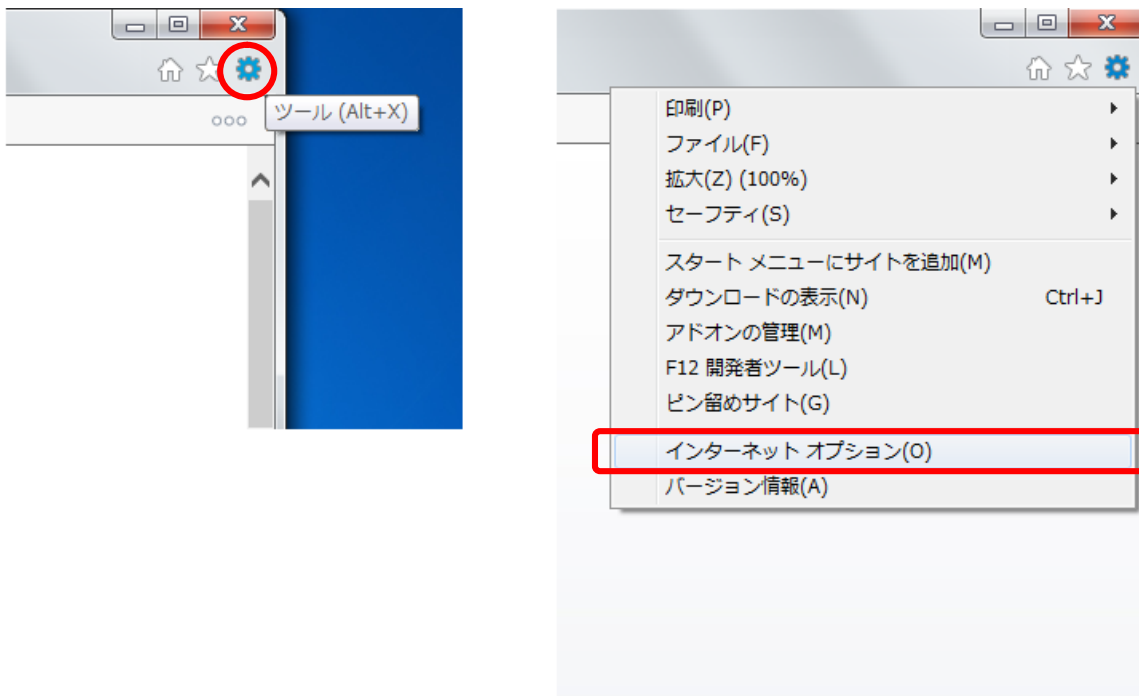 ツール (Alt+X)
印刷(P)
ファイル(F)
拡大(Z) (100%)
セーフティ(S)
スタート メニューにサイトを追加(M)
ダウンロードの表示(N) Ctrl+J
アドオンの管理(M)
F12 開発者ツール(L)
ピン留めサイト(G)
インターネット オプション(O)
バージョン情報(A)